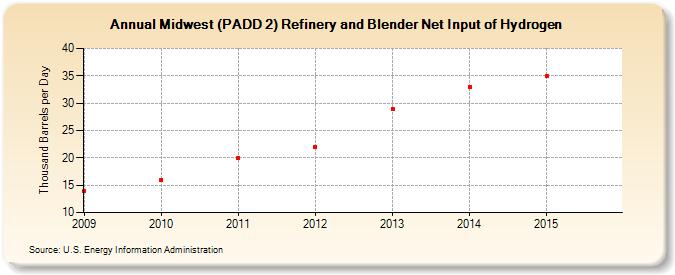 Annual Midwest (PADD 2) Refinery and Blender Net Input of Hydrogen
Thousand Barrels per Day
40
35
30
25
20
15
10
2009 2010 2011 2012 2013 2014 2015
Source: U.S. Energy Information Administration